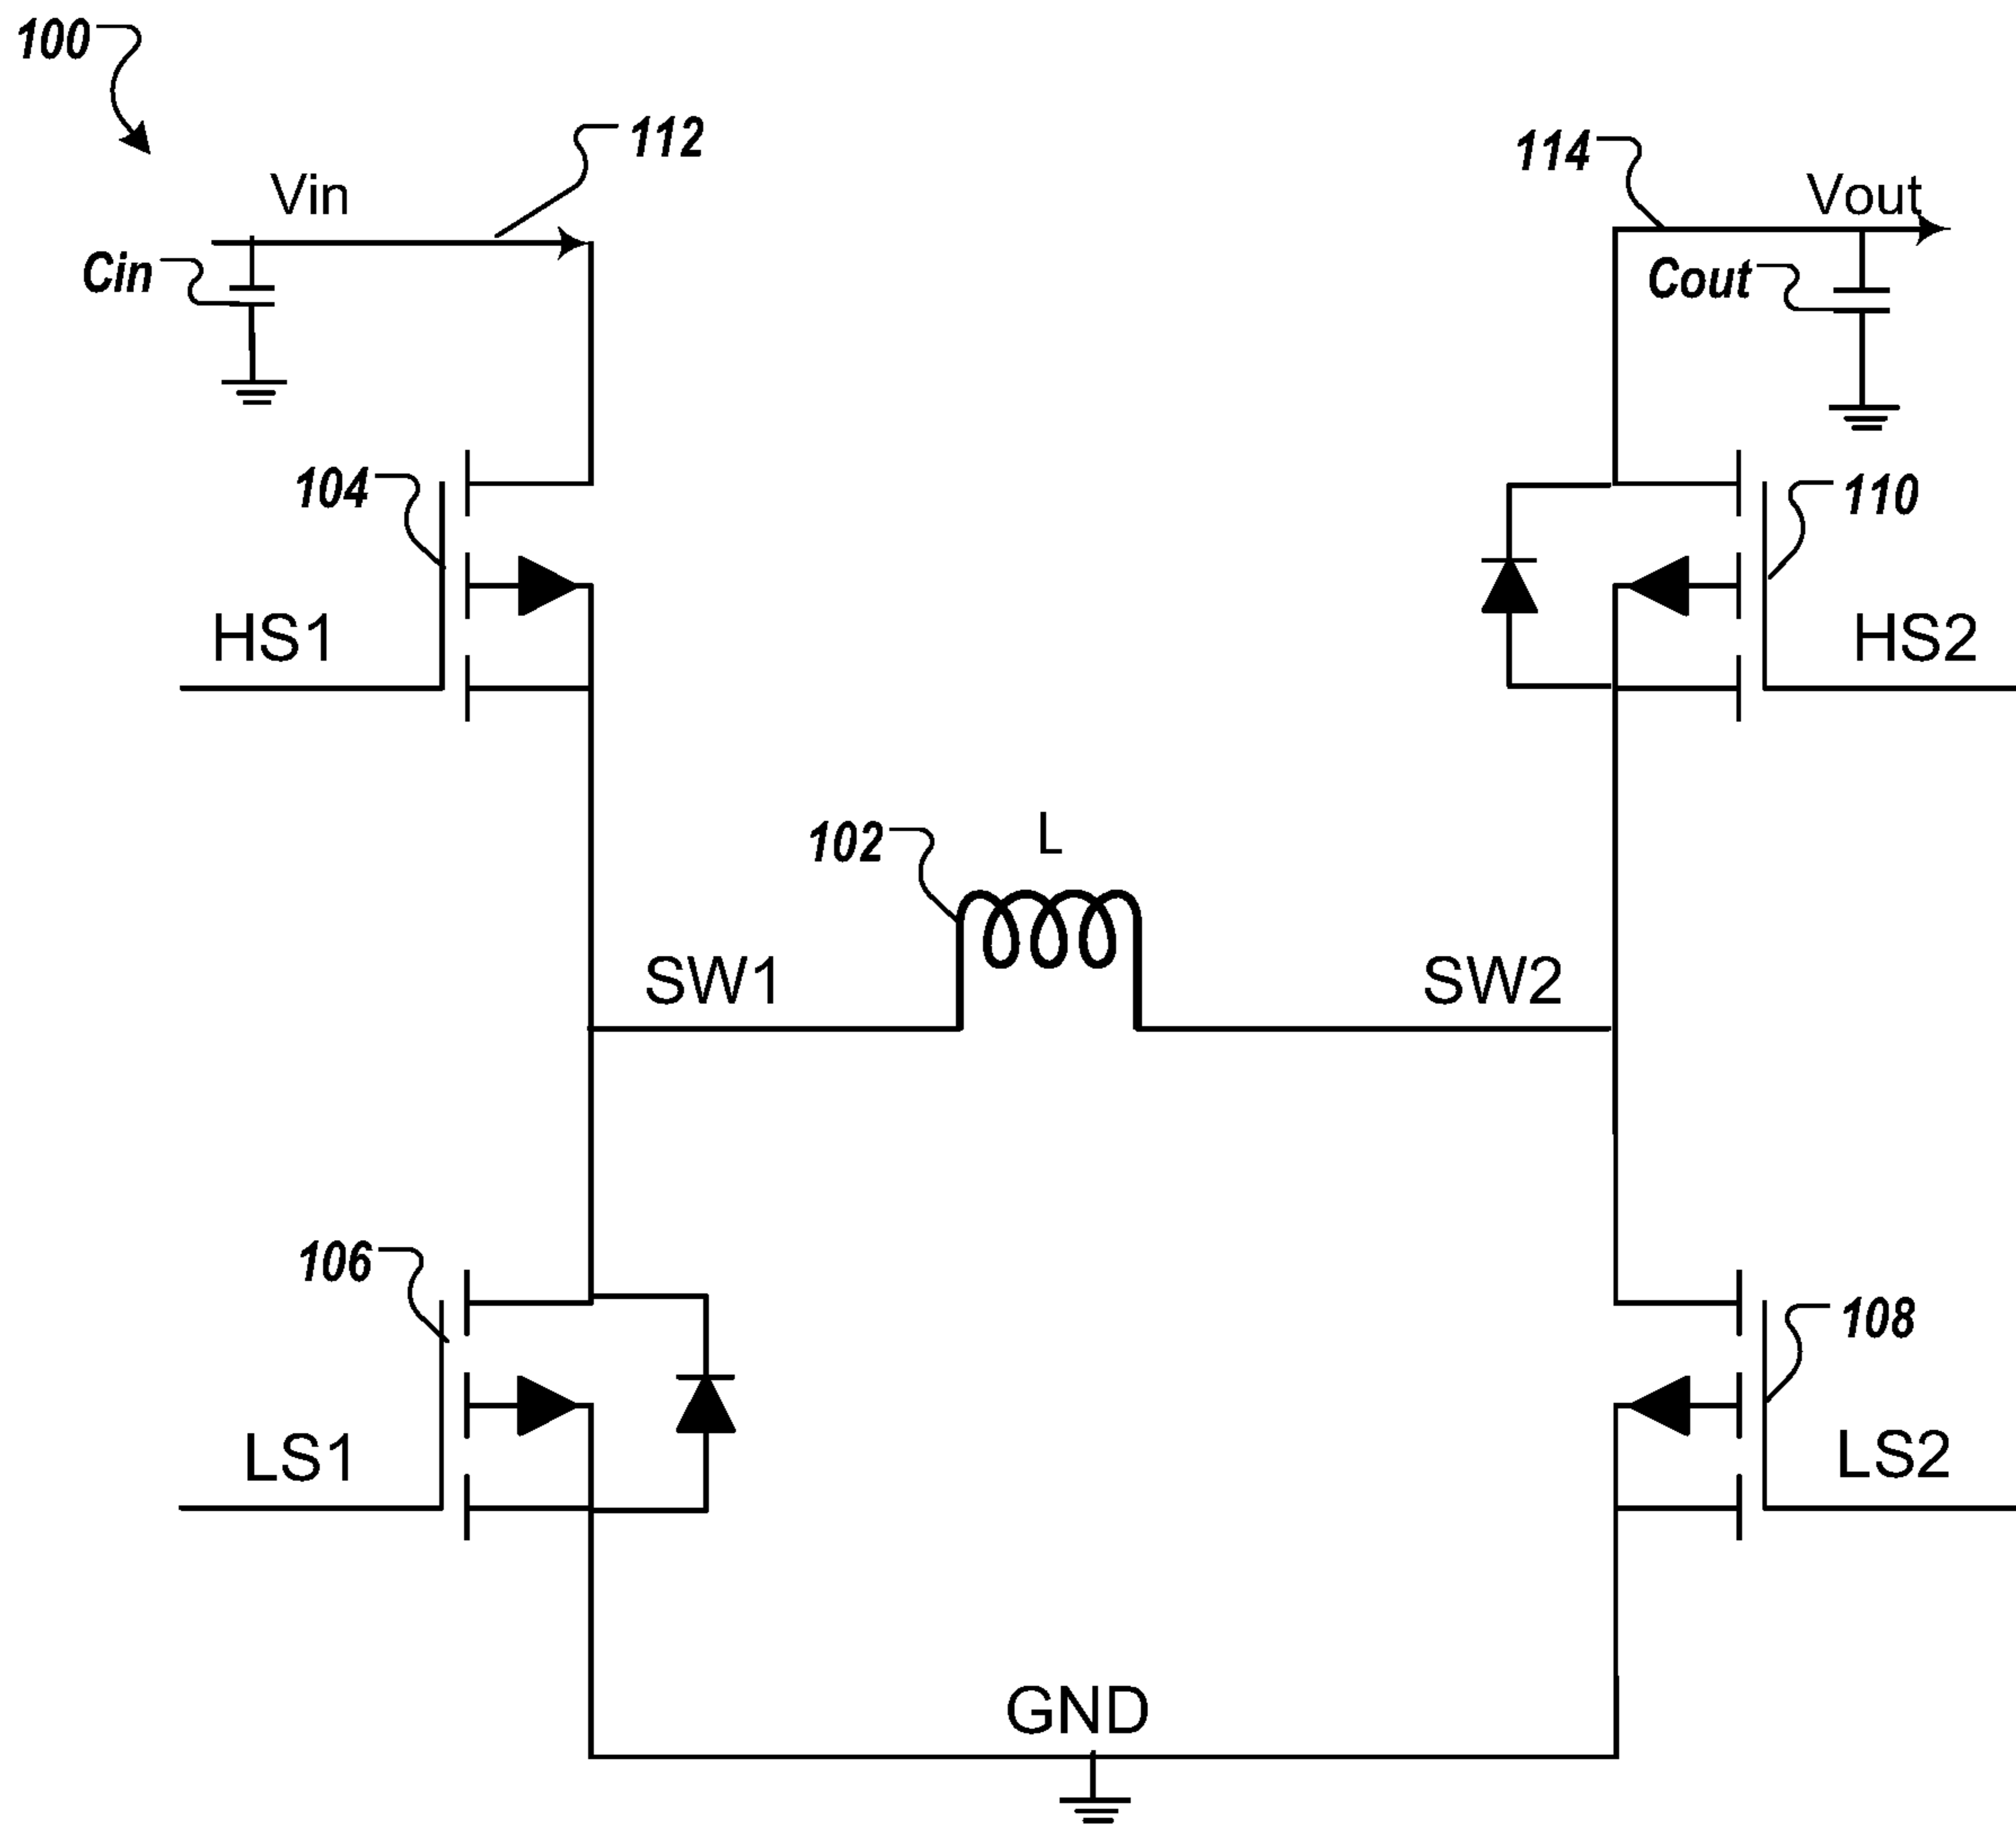 100
112
114
Vin
Vout
Cin
Cout
104
110
HS1
HS2
102
L
SW1
SW2
106
108
LS1
LS2
GND